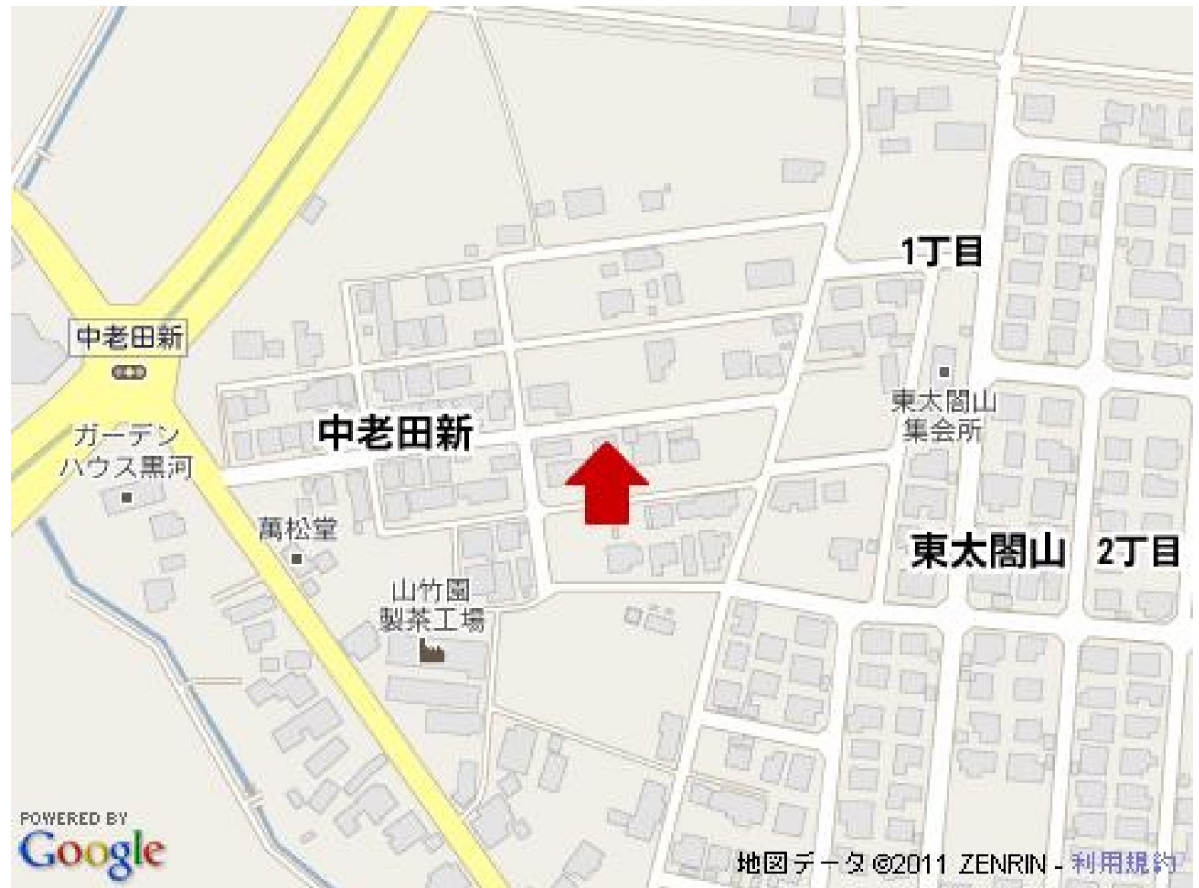 1丁目
中老田新
東太閤山
集会所
中老田新
ガーデン
ハウス黒河
萬松堂
東太閤山 2丁目
山竹園
製茶工場
POWERED BY
Google
地図データ ©2011 ZENRIN - 利用規約